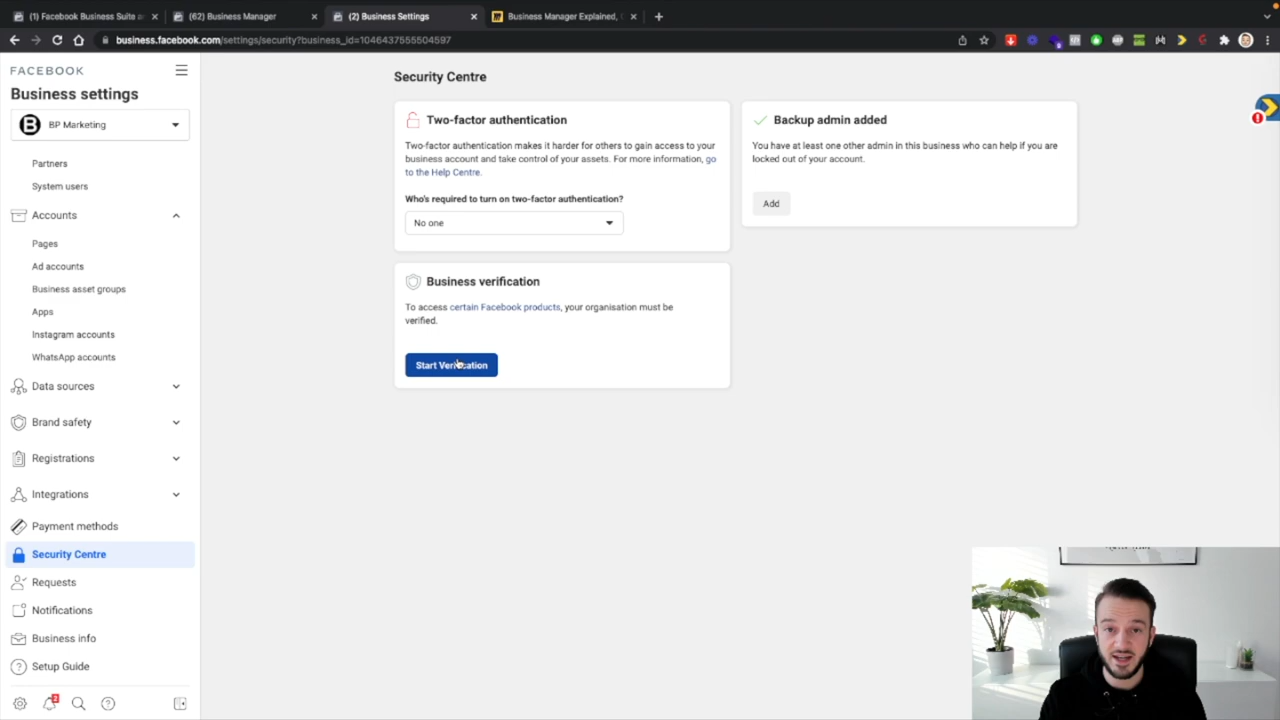 (1) Facebook Business Suite a
(62) Business Manager
(2) Business Settings
Business Manager Explained,
business.facebook.com/settings/security?business_id=1046437555504597
FACEBOOK
Business settings
BP Marketing
Partners
System users
Accounts
Pages
Ad accounts
Business asset groups
Apps
Instagram accounts
WhatsApp accounts
Data sources
Brand safety
Registrations
Integrations
Payment methods
Security Centre
Requests
Notifications
Business info
Setup Guide
2
Security Centre
Two-factor authentication
Two-factor authentication makes it harder for others to gain access to your
business account and take control of your assets. For more information, go
to the Help Centre.
Who's required to turn on two-factor authentication?
No one
Backup admin added
You have at least one other admin in this business who can help if you are
locked out of your account.
Add
Business verification
To access certain Facebook products, your organisation must be
verified.
Start Verification